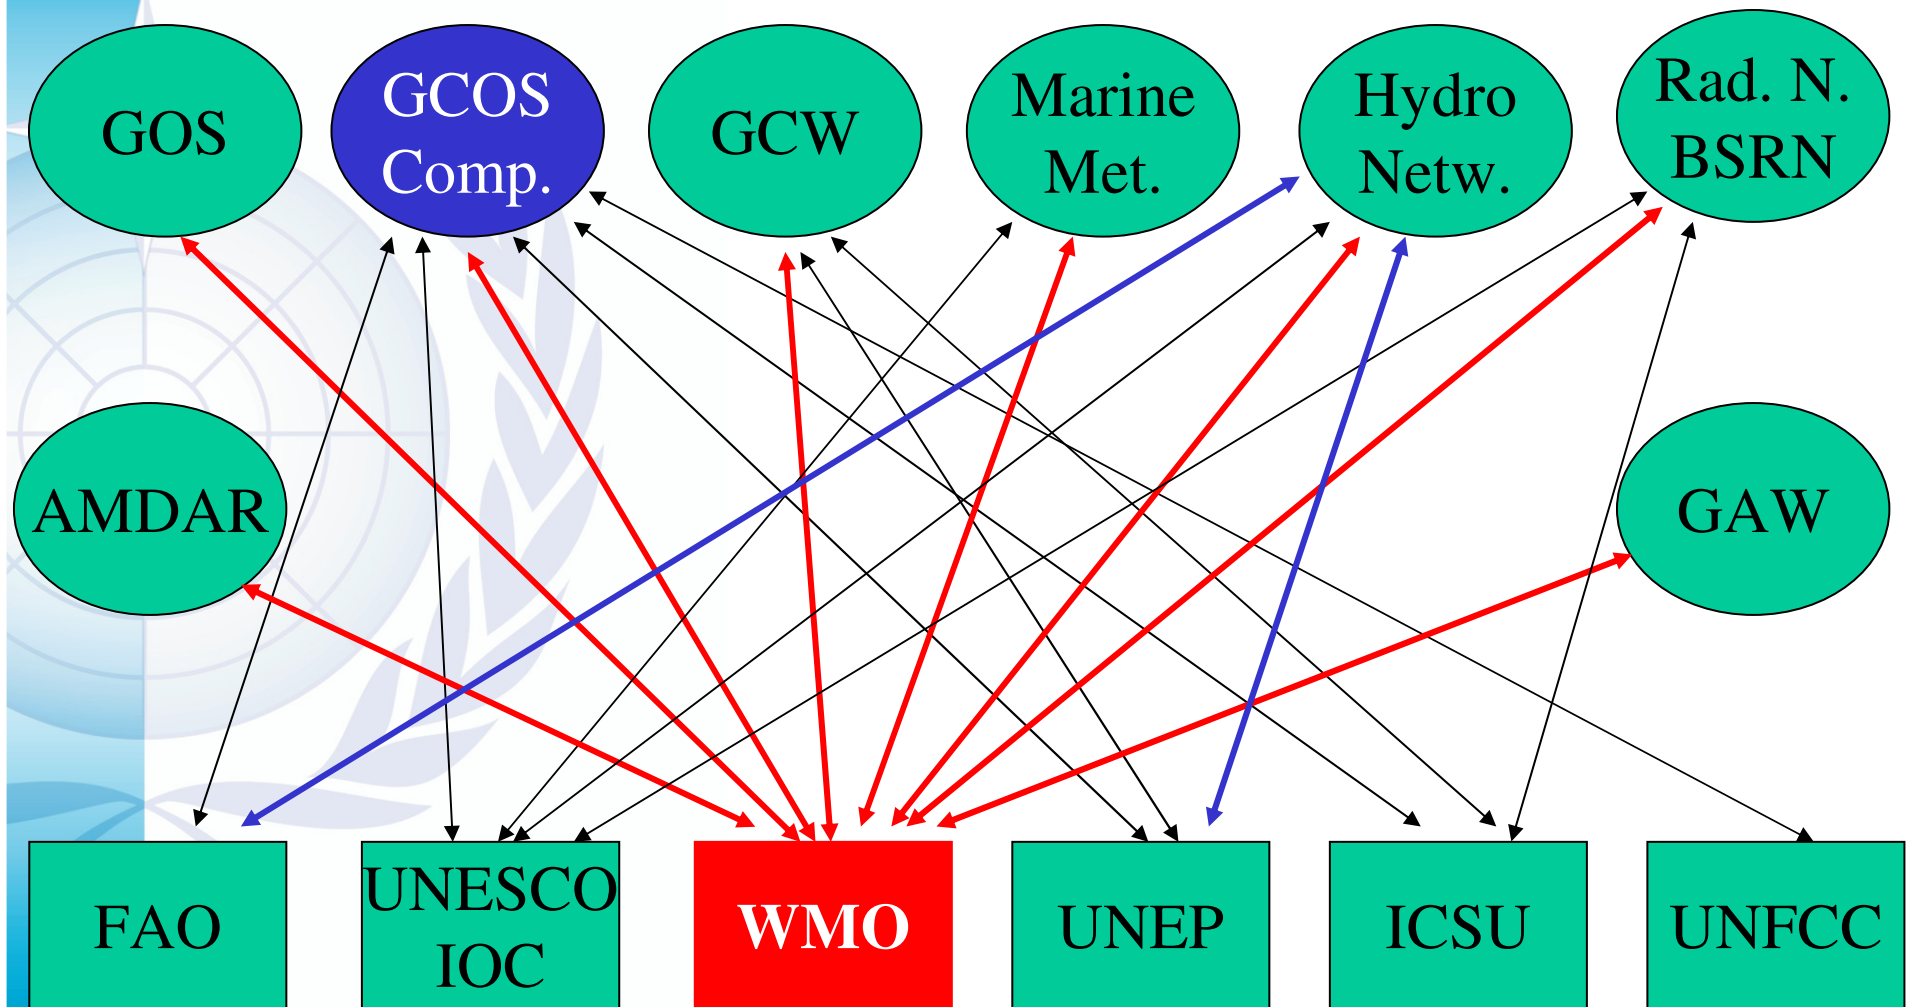 GOS
GCOS
Comp.
GCW
Marine
Met.
Hydro
Netw.
Rad. N.
BSRN
AMDAR
GAW
FAO
UNESCO
IOC
WMO
UNEP
ICSU
UNFCC